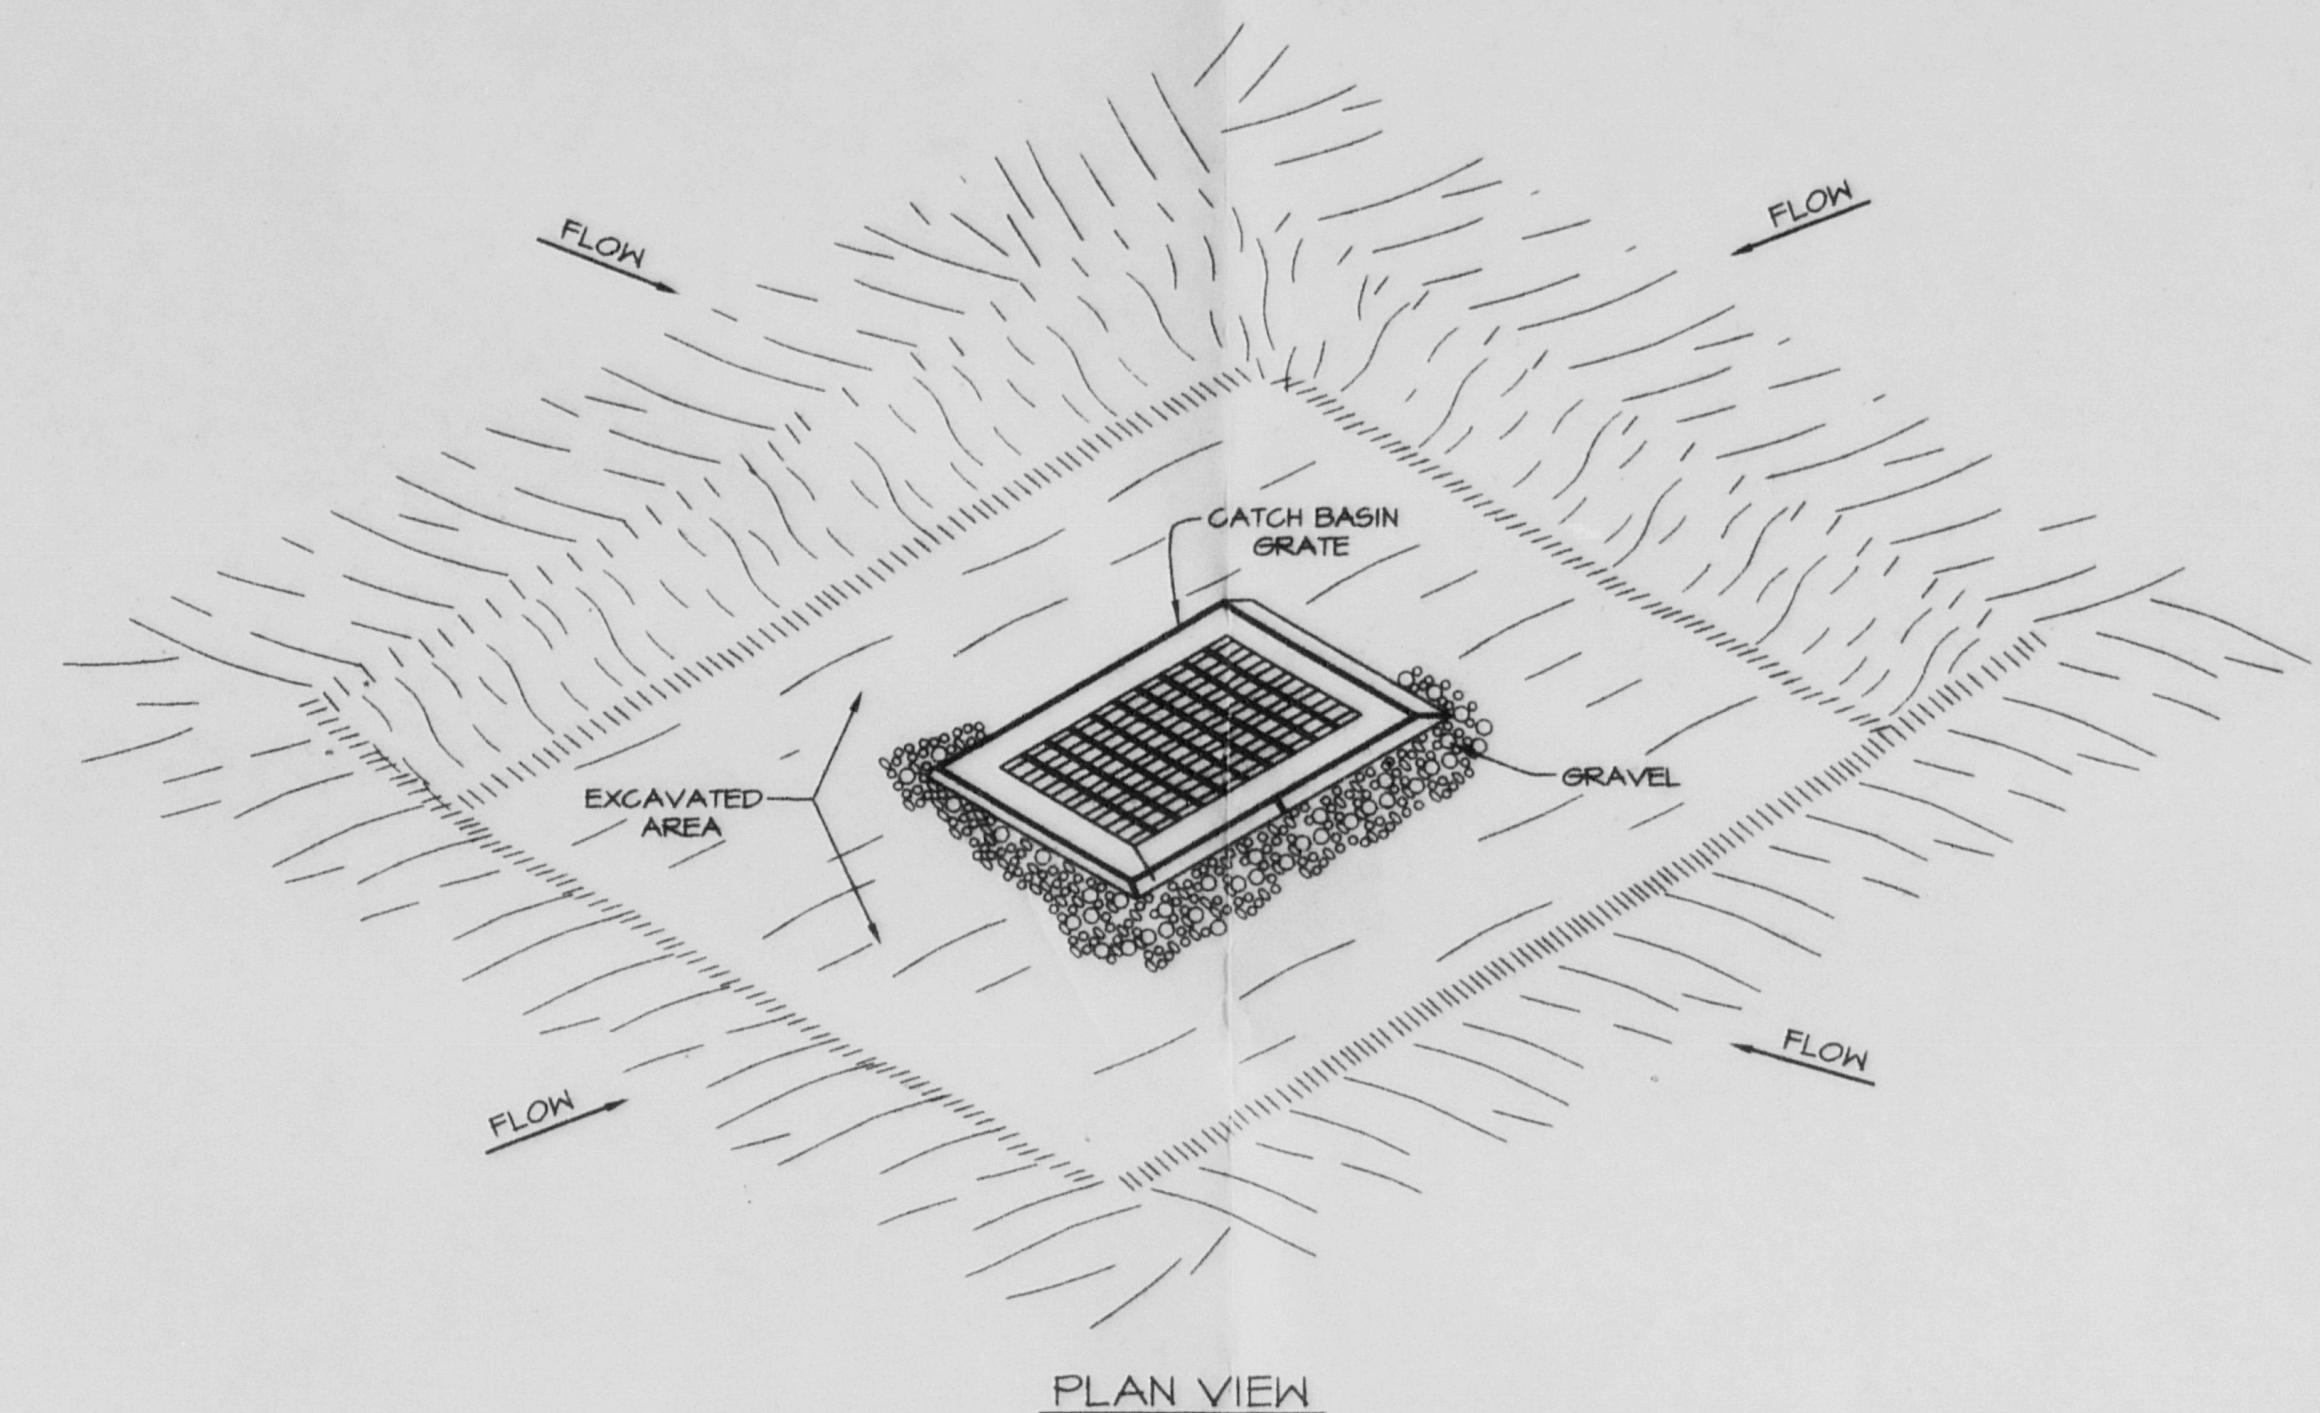 FLOW
FLOW
CATCH BASIN
GRATE
EXCAVATED
AREA
GRAVEL
FLOW
FLOW
PLAN VIEW